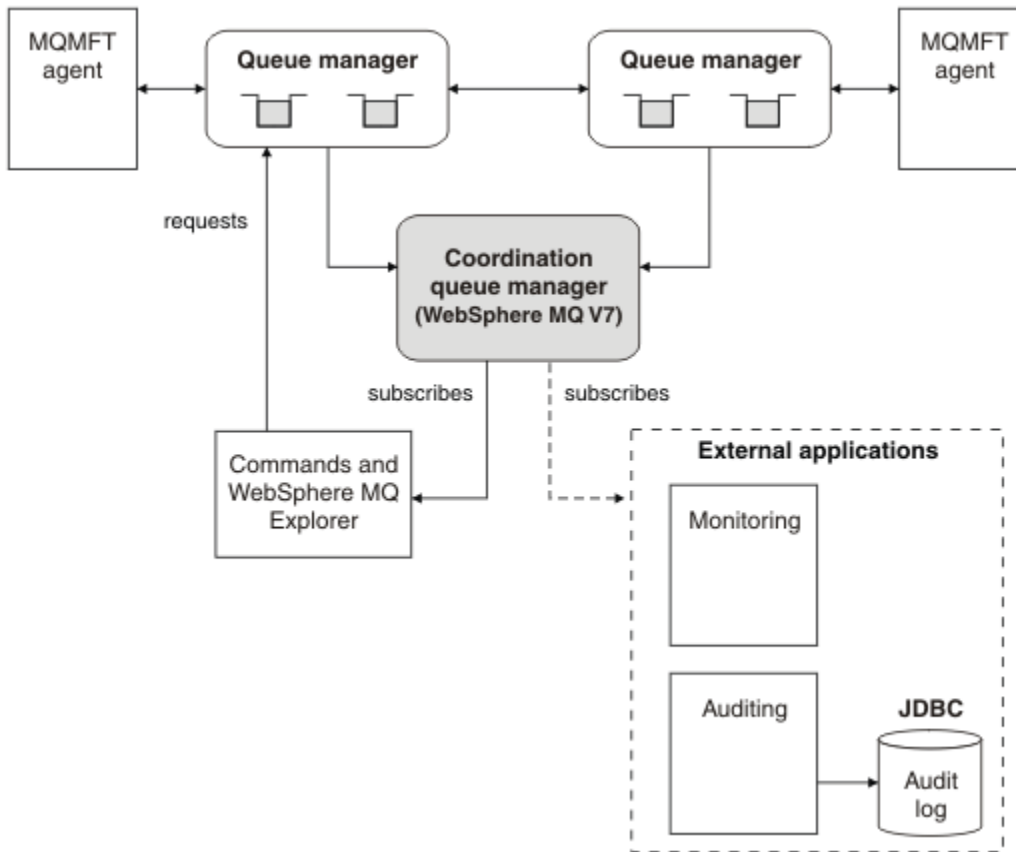 MQMFT
agent
Queue manager
Queue manager
MQMFT
agent
requests
Coordination
queue manager
(WebSphere MQ V7)
subscribes
subscribes
Commands and
WebSphere MQ
Explorer
External applications
Monitoring
Auditing
JDBC
Audit
log